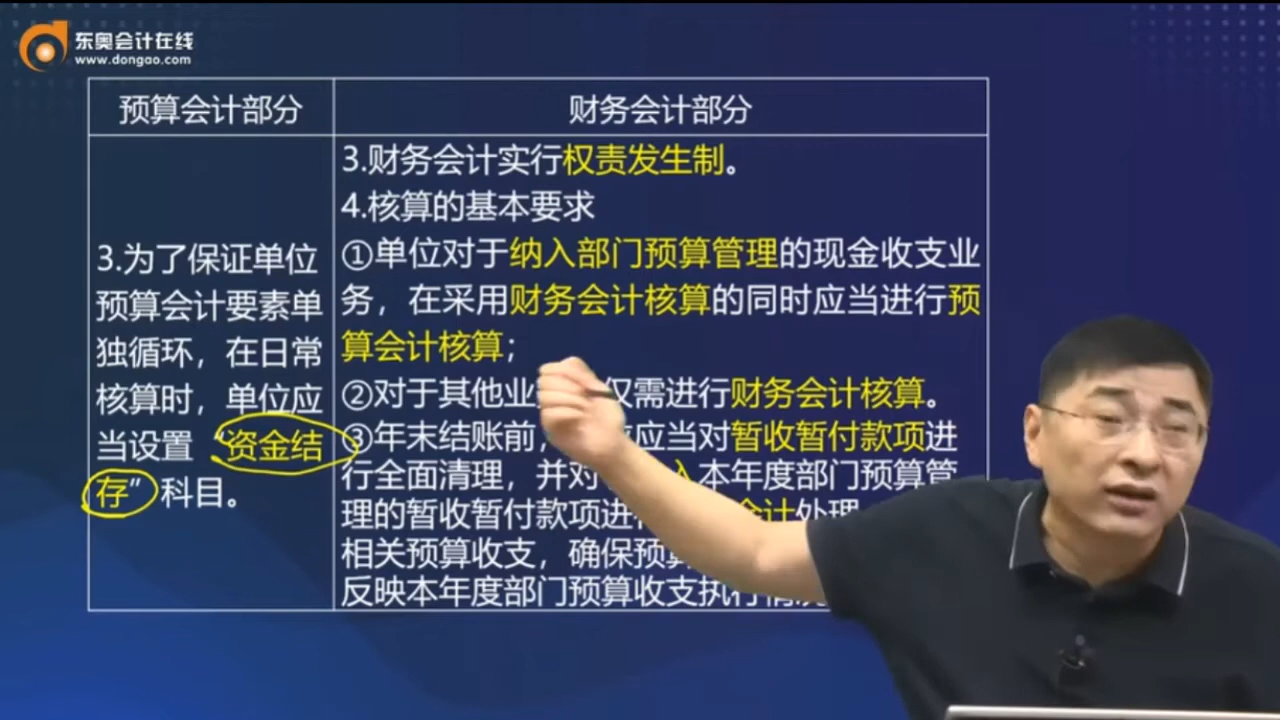 东奥会计在线
www.dongao.com
预算会计部分
财务会计部分
3.为了保证单位
预算会计要素单
独循环，在日常
核算时，单位应
当设置“资金结
存”科目。
3.财务会计实行权责发生制。
4.核算的基本要求
①单位对于纳入部门预算管理的现金收支业
务，在采用财务会计核算的同时应当进行预
算会计核算；
②对于其他业 仅需进行财务会计核算。
③年末结账前， 应当对暂收暂付款项进
行全面清理，并对 入本年度部门预算管
理的暂收暂付款项进 会计处理
相关预算收支，确保预算
反映本年度部门预算收支执行情况